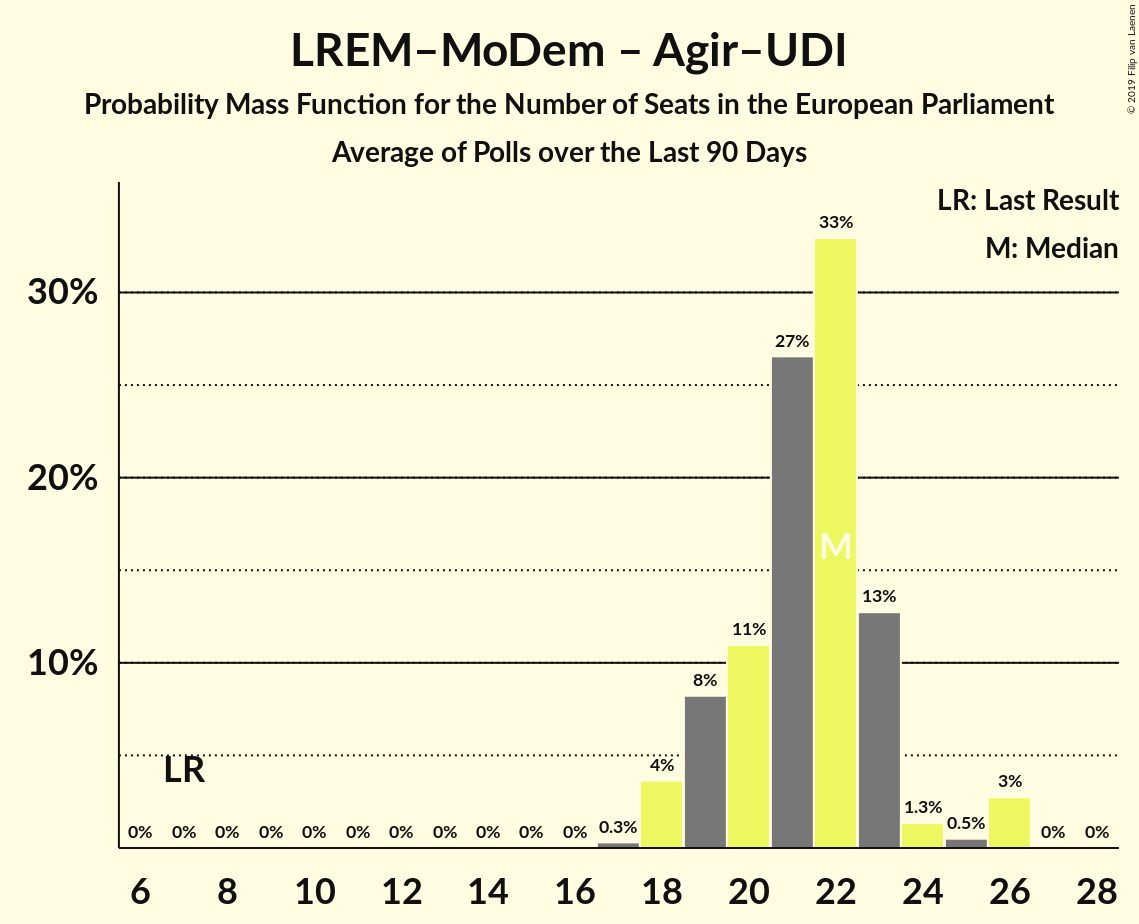 LREM–MoDem – Agir–UDI
Probability Mass Function for the Number of Seats in the European Parliament
Average of Polls over the Last 90 Days
© 2019 Filip van Laenen
LR: Last Result
M: Median
30%
20%
10%
LR
M
0% 0% 0% 0% 0% 0% 0% 0% 0% 0% 0% 0.3% 4% 8% 11% 27% 33% 13% 1.3% 0.5% 3% 0% 0%
6 8 10 12 14 16 18 20 22 24 26 28